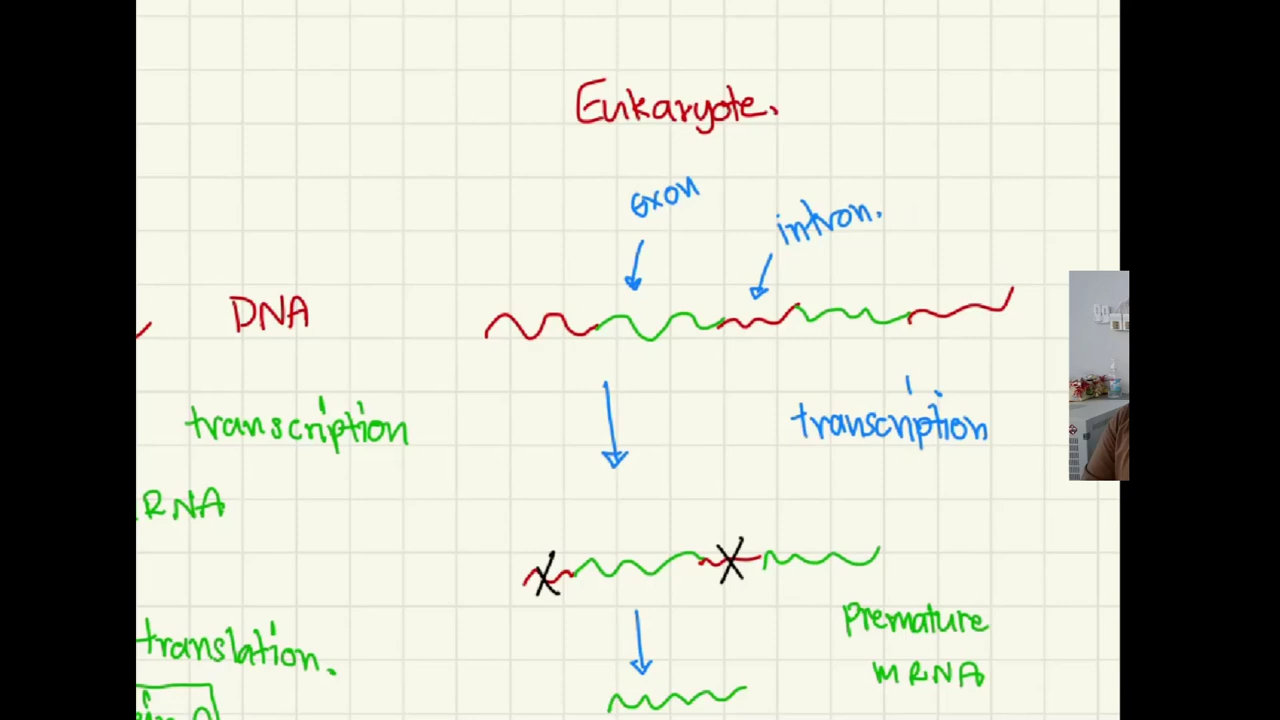 Eukaryote.
exon
intron.
DNA
transcription
transcription
RNA
premature
mRNA
translation.